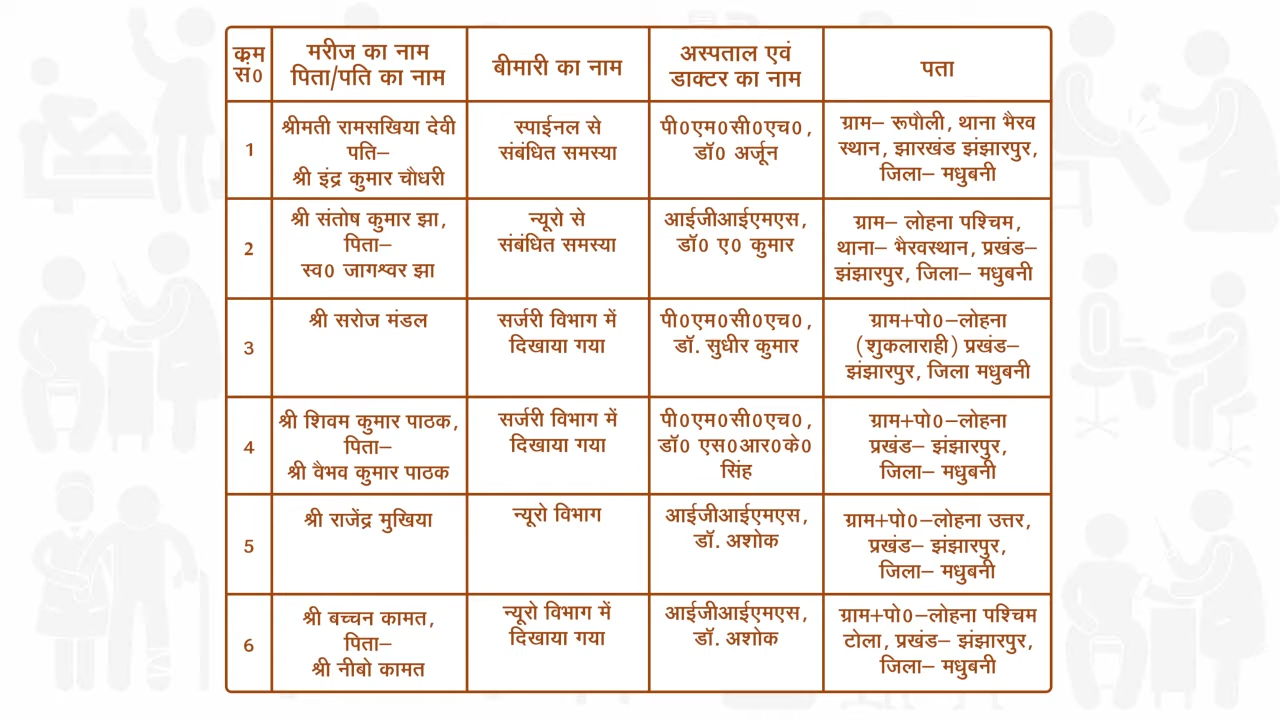 क्रम सं0
मरीज का नाम
पिता/पति का नाम
बीमारी का नाम
अस्पताल एवं
डाक्टर का नाम
पता
1
श्रीमती रामसखिया देवी
पति–
श्री इंद्र कुमार चौधरी
स्पाईनल से
संबंधित समस्या
पी0एम0सी0एच0,
डॉ0 अर्जून
ग्राम– रूपौली, थाना भैरव
स्थान, झारखंड झंझारपुर,
जिला– मधुबनी
2
श्री संतोष कुमार झा,
पिता–
स्व0 जागश्वर झा
न्यूरो से
संबंधित समस्या
आईजीआईएमएस,
डॉ0 ए0 कुमार
ग्राम– लोहना पश्चिम,
थाना– भैरवस्थान, प्रखंड–
झंझारपुर, जिला– मधुबनी
3
श्री सरोज मंडल
सर्जरी विभाग में
दिखाया गया
पी0एम0सी0एच0,
डॉ. सुधीर कुमार
ग्राम+पो0–लोहना
(शुकलाराही) प्रखंड–
झंझारपुर, जिला मधुबनी
4
श्री शिवम कुमार पाठक,
पिता–
श्री वैभव कुमार पाठक
सर्जरी विभाग में
दिखाया गया
पी0एम0सी0एच0,
डॉ0 एस0आर0के0
सिंह
ग्राम+पो0–लोहना
प्रखंड– झंझारपुर,
जिला– मधुबनी
5
श्री राजेंद्र मुखिया
न्यूरो विभाग
आईजीआईएमएस,
डॉ. अशोक
ग्राम+पो0–लोहना उत्तर,
प्रखंड– झंझारपुर,
जिला– मधुबनी
6
श्री बच्चन कामत,
पिता–
श्री नीबो कामत
न्यूरो विभाग में
दिखाया गया
आईजीआईएमएस,
डॉ. अशोक
ग्राम+पो0–लोहना पश्चिम
टोला, प्रखंड– झंझारपुर,
जिला– मधुबनी